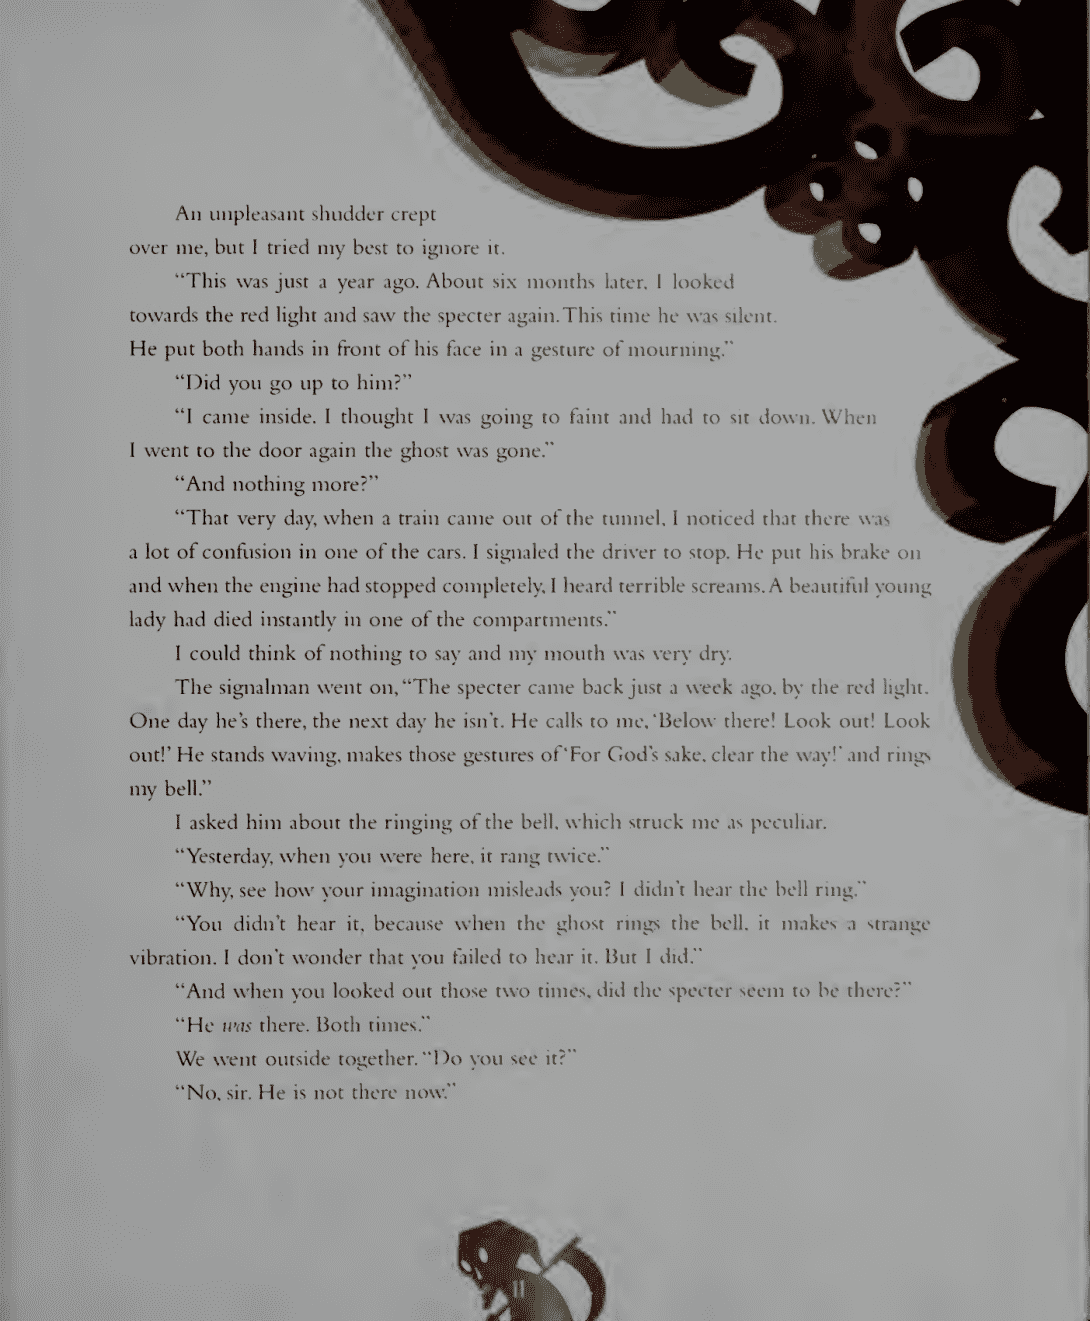 An unpleasant shudder crept
over me, but I tried my best to ignore it.
“This was just a year ago. About six months later, I looked
towards the red light and saw the specter again. This time he was silent.
He put both hands in front of his face in a gesture of mourning.”
“Did you go up to him?”
“I came inside. I thought I was going to faint and had to sit down. When
I went to the door again the ghost was gone.”
“And nothing more?”
“That very day, when a train came out of the tunnel, I noticed that there was
a lot of confusion in one of the cars. I signaled the driver to stop. He put his brake on
and when the engine had stopped completely, I heard terrible screams. A beautiful young
lady had died instantly in one of the compartments.”
I could think of nothing to say and my mouth was very dry.
The signalman went on, “The specter came back just a week ago, by the red light.
One day he’s there, the next day he isn’t. He calls to me, ‘Below there! Look out! Look
out!’ He stands waving, makes those gestures of ‘For God’s sake, clear the way!’ and rings
my bell.”
I asked him about the ringing of the bell, which struck me as peculiar.
“Yesterday, when you were here, it rang twice.”
“Why, see how your imagination misleads you? I didn’t hear the bell ring.”
“You didn’t hear it, because when the ghost rings the bell, it makes a strange
vibration. I don’t wonder that you failed to hear it. But I did.”
“And when you looked out those two times, did the specter seem to be there?”
“He was there. Both times.”
We went outside together. “Do you see it?”
“No, sir. He is not there now.”